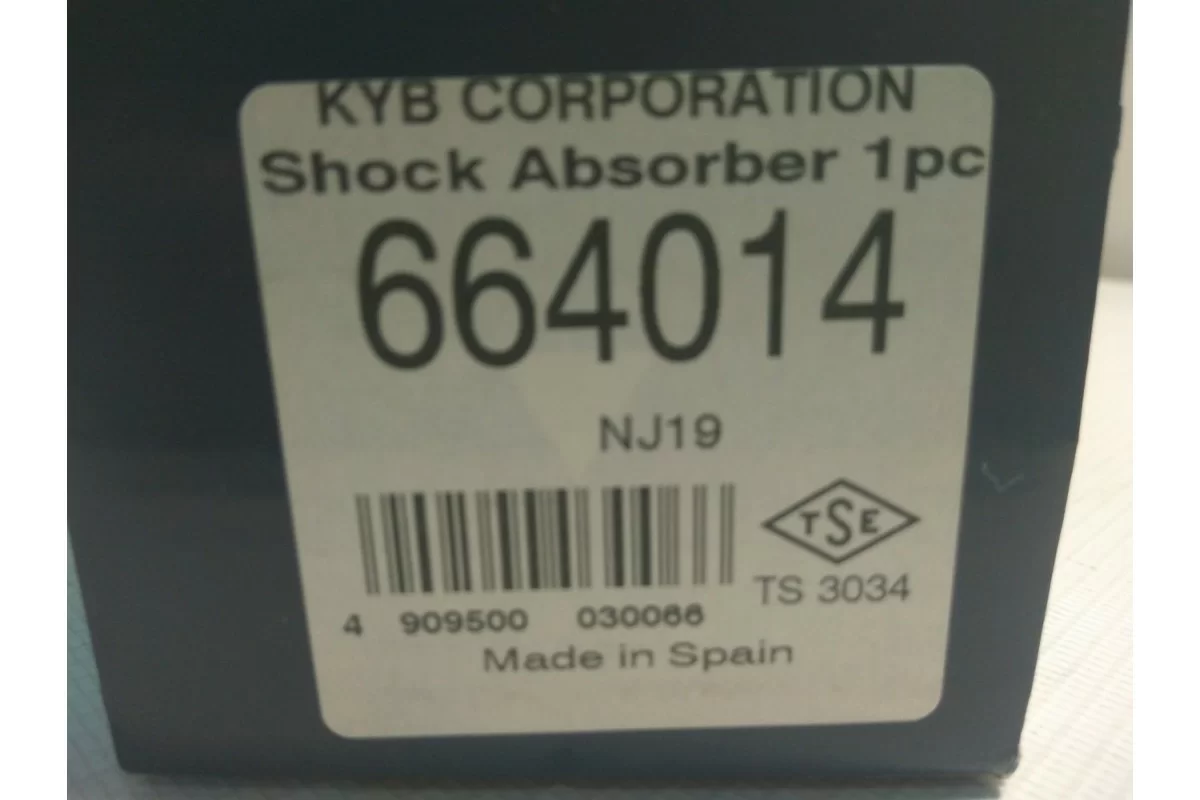 KYB CORPORATION
Shock Absorber 1pc
664014
NJ19
TSE
TS 3034
4 909500 030066
Made in Spain